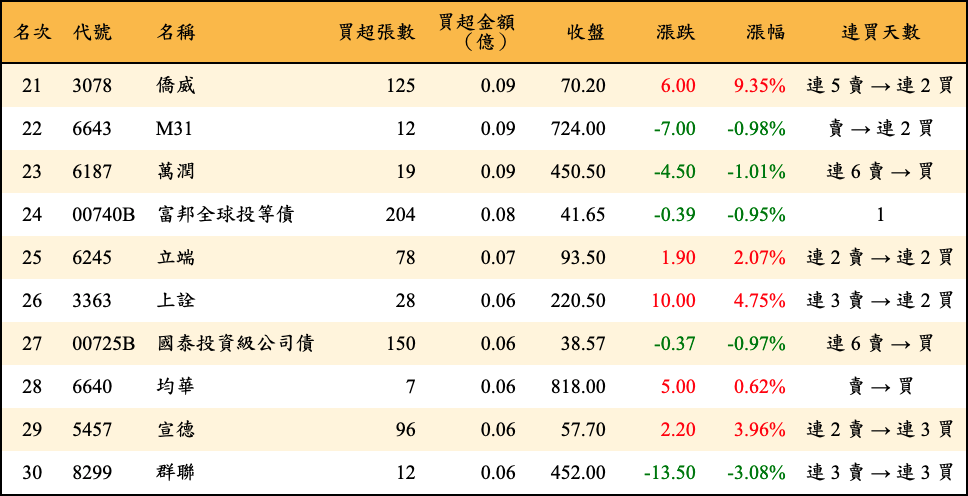 名次 代號 名稱 買超張數 買超金額（億） 收盤 漲跌 漲幅 連買天數
21 3078 僑威 125 0.09 70.20 6.00 9.35% 連 5 賣 → 連 2 買
22 6643 M31 12 0.09 724.00 -7.00 -0.98% 賣 → 連 2 買
23 6187 萬潤 19 0.09 450.50 -4.50 -1.01% 連 6 賣 → 買
24 00740B 富邦全球投等債 204 0.08 41.65 -0.39 -0.95% 1
25 6245 立端 78 0.07 93.50 1.90 2.07% 連 2 賣 → 連 2 買
26 3363 上詮 28 0.06 220.50 10.00 4.75% 連 3 賣 → 連 2 買
27 00725B 國泰投資級公司債 150 0.06 38.57 -0.37 -0.97% 連 6 賣 → 買
28 6640 均華 7 0.06 818.00 5.00 0.62% 賣 → 買
29 5457 宣德 96 0.06 57.70 2.20 3.96% 連 2 賣 → 連 3 買
30 8299 群聯 12 0.06 452.00 -13.50 -3.08% 連 3 賣 → 連 3 買